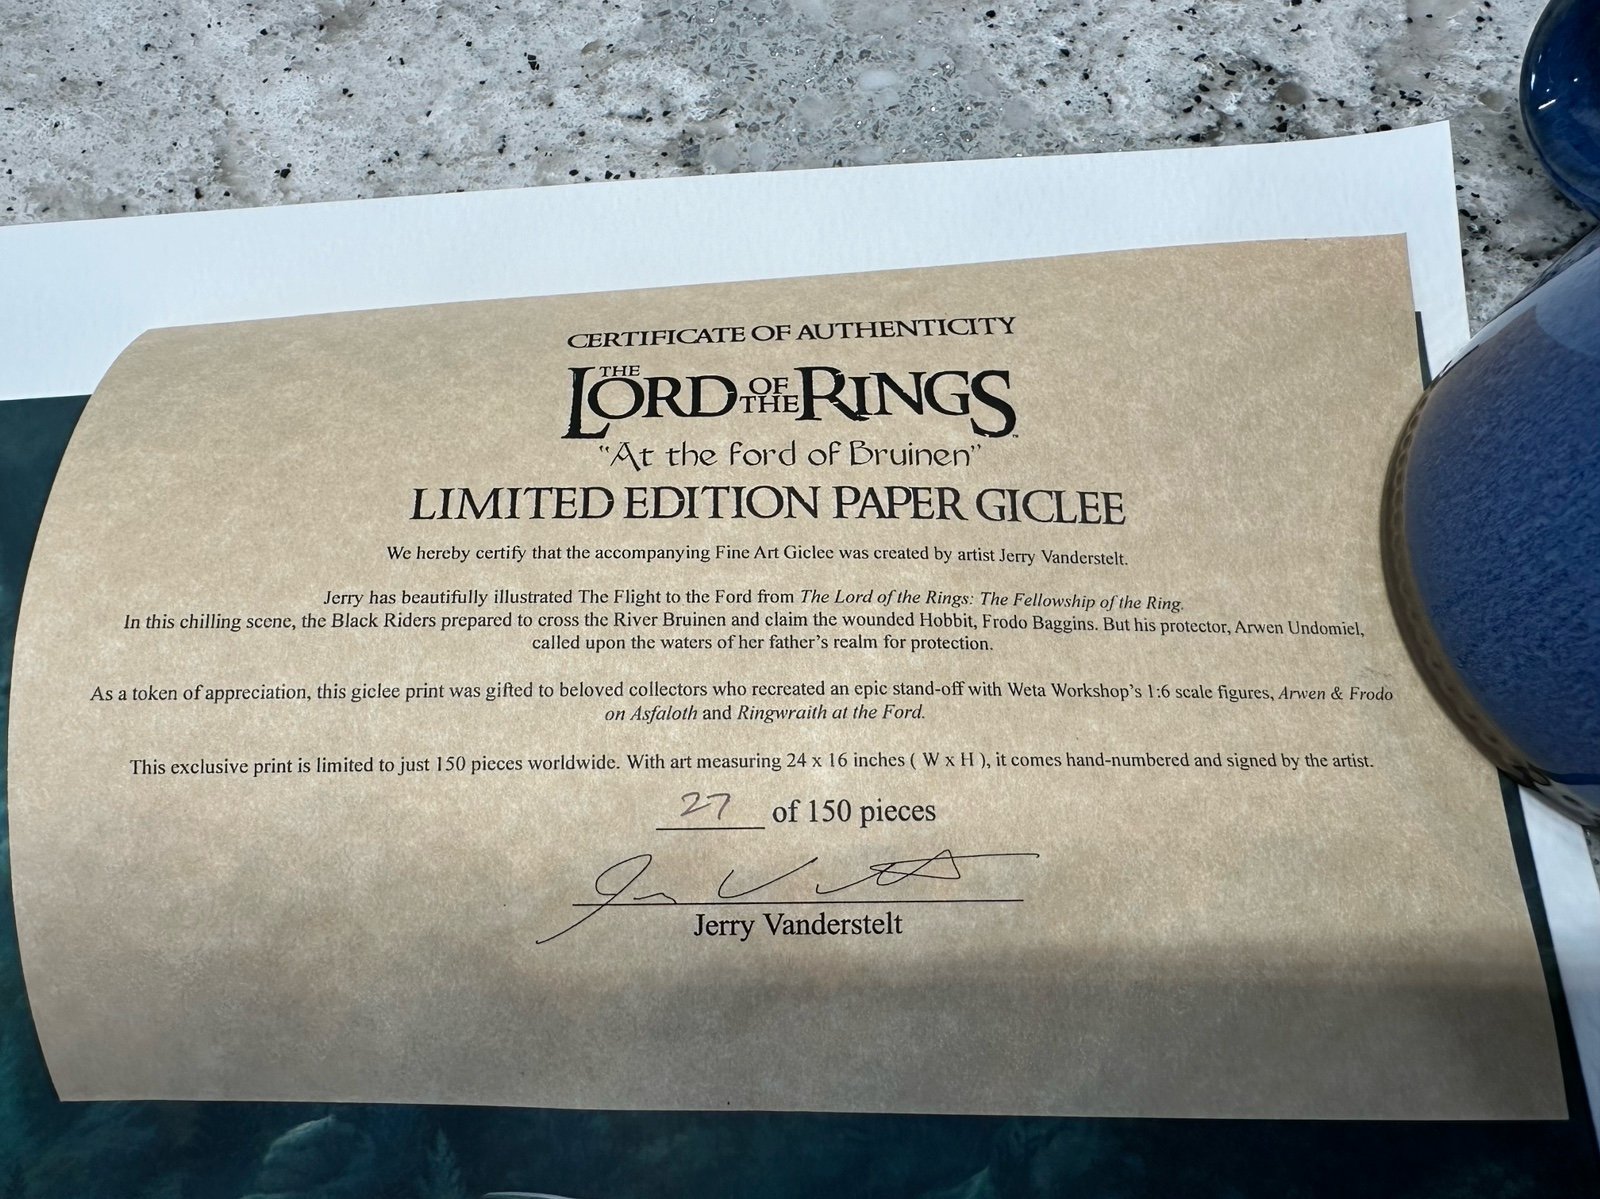 CERTIFICATE OF AUTHENTICITY
THE LORD OF THE RINGS™
"At the Ford of Bruinen"
LIMITED EDITION PAPER GICLEE
We hereby certify that the accompanying Fine Art Giclee was created by artist Jerry Vanderstelt.
Jerry has beautifully illustrated The Flight to the Ford from The Lord of the Rings: The Fellowship of the Ring.
In this chilling scene, the Black Riders prepared to cross the River Bruinen and claim the wounded Hobbit, Frodo Baggins. But his protector, Arwen Undomiel,
called upon the waters of her father's realm for protection.
As a token of appreciation, this giclee print was gifted to beloved collectors who recreated an epic stand-off with Weta Workshop's 1:6 scale figures, Arwen & Frodo
on Asfaloth and Ringwraith at the Ford.
This exclusive print is limited to just 150 pieces worldwide. With art measuring 24 x 16 inches ( W x H ), it comes hand-numbered and signed by the artist.
27 of 150 pieces
Jerry Vanderstelt